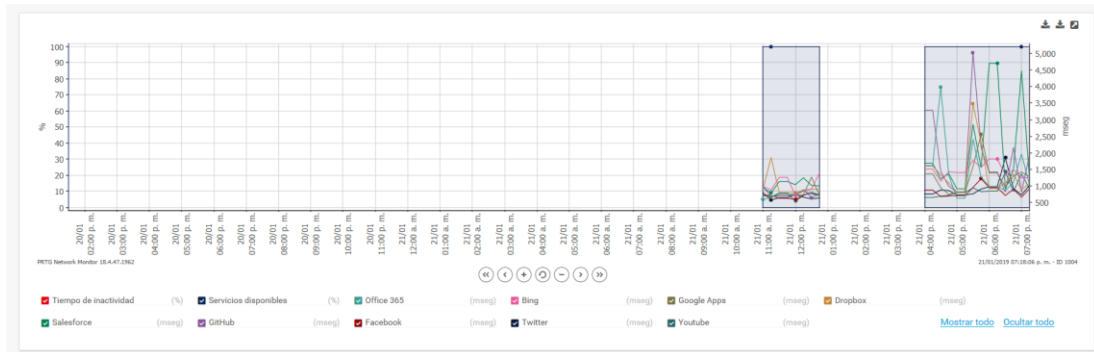 100
90
80
70
60
50
40
30
20
10
0
%
5,000
4,500
4,000
3,500
3,000
2,500
2,000
1,500
1,000
500
mseg
20/01 02:00 p. m.
20/01 03:00 p. m.
20/01 04:00 p. m.
20/01 05:00 p. m.
20/01 06:00 p. m.
20/01 07:00 p. m.
20/01 08:00 p. m.
20/01 09:00 p. m.
20/01 10:00 p. m.
20/01 11:00 p. m.
21/01 12:00 a. m.
21/01 01:00 a. m.
21/01 02:00 a. m.
21/01 03:00 a. m.
21/01 04:00 a. m.
21/01 05:00 a. m.
21/01 06:00 a. m.
21/01 07:00 a. m.
21/01 08:00 a. m.
21/01 09:00 a. m.
21/01 10:00 a. m.
21/01 11:00 a. m.
21/01 12:00 p. m.
21/01 01:00 p. m.
21/01 02:00 p. m.
21/01 03:00 p. m.
21/01 04:00 p. m.
21/01 05:00 p. m.
21/01 06:00 p. m.
21/01 07:00 p. m.
PRTG Network Monitor 18.4.47.1962
21/01/2019 07:18:06 p. m. - ID 1004
Tiempo de inactividad (%) Servicios disponibles (%) Office 365 (mseg) Bing (mseg) Google Apps (mseg) Dropbox (mseg)
Salesforce (mseg) GitHub (mseg) Facebook (mseg) Twitter (mseg) Youtube (mseg) Mostrar todo Ocultar todo